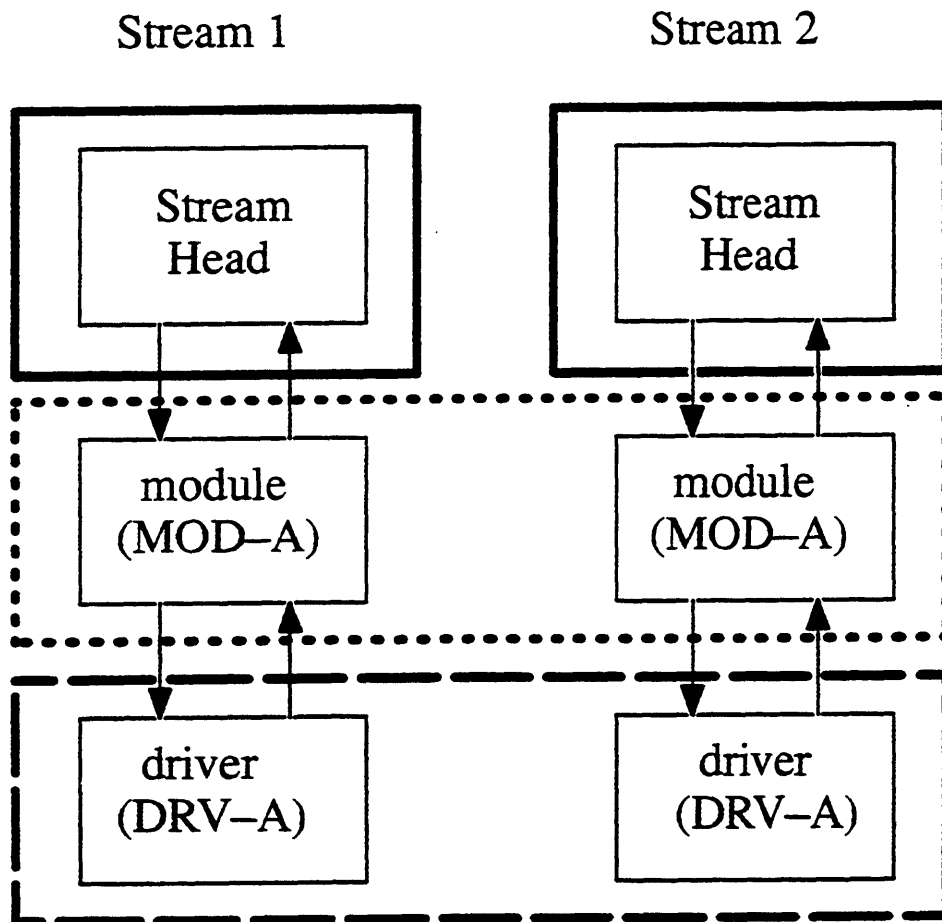 Stream 1
Stream 2
Stream
Head
Stream
Head
module
(MOD–A)
module
(MOD–A)
driver
(DRV–A)
driver
(DRV–A)